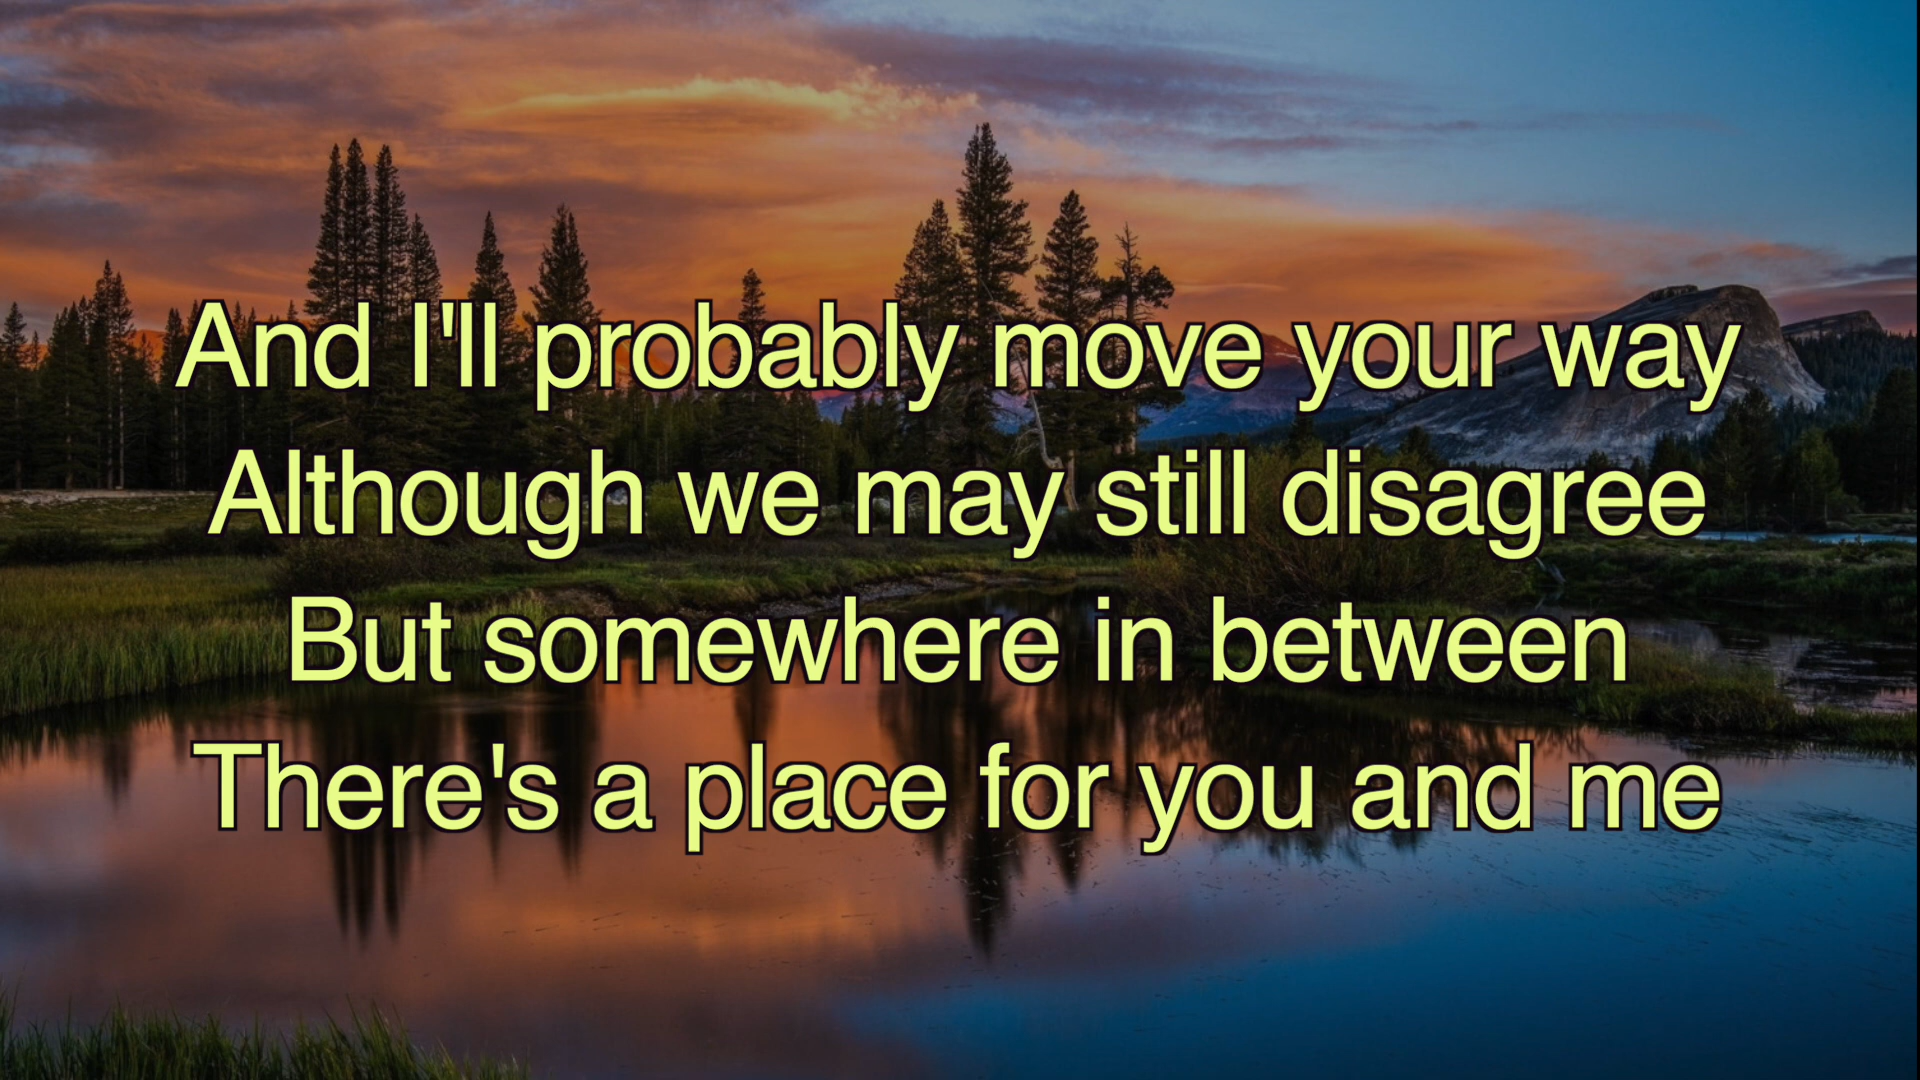 And I'll probably move your way
Although we may still disagree
But somewhere in between
There's a place for you and me